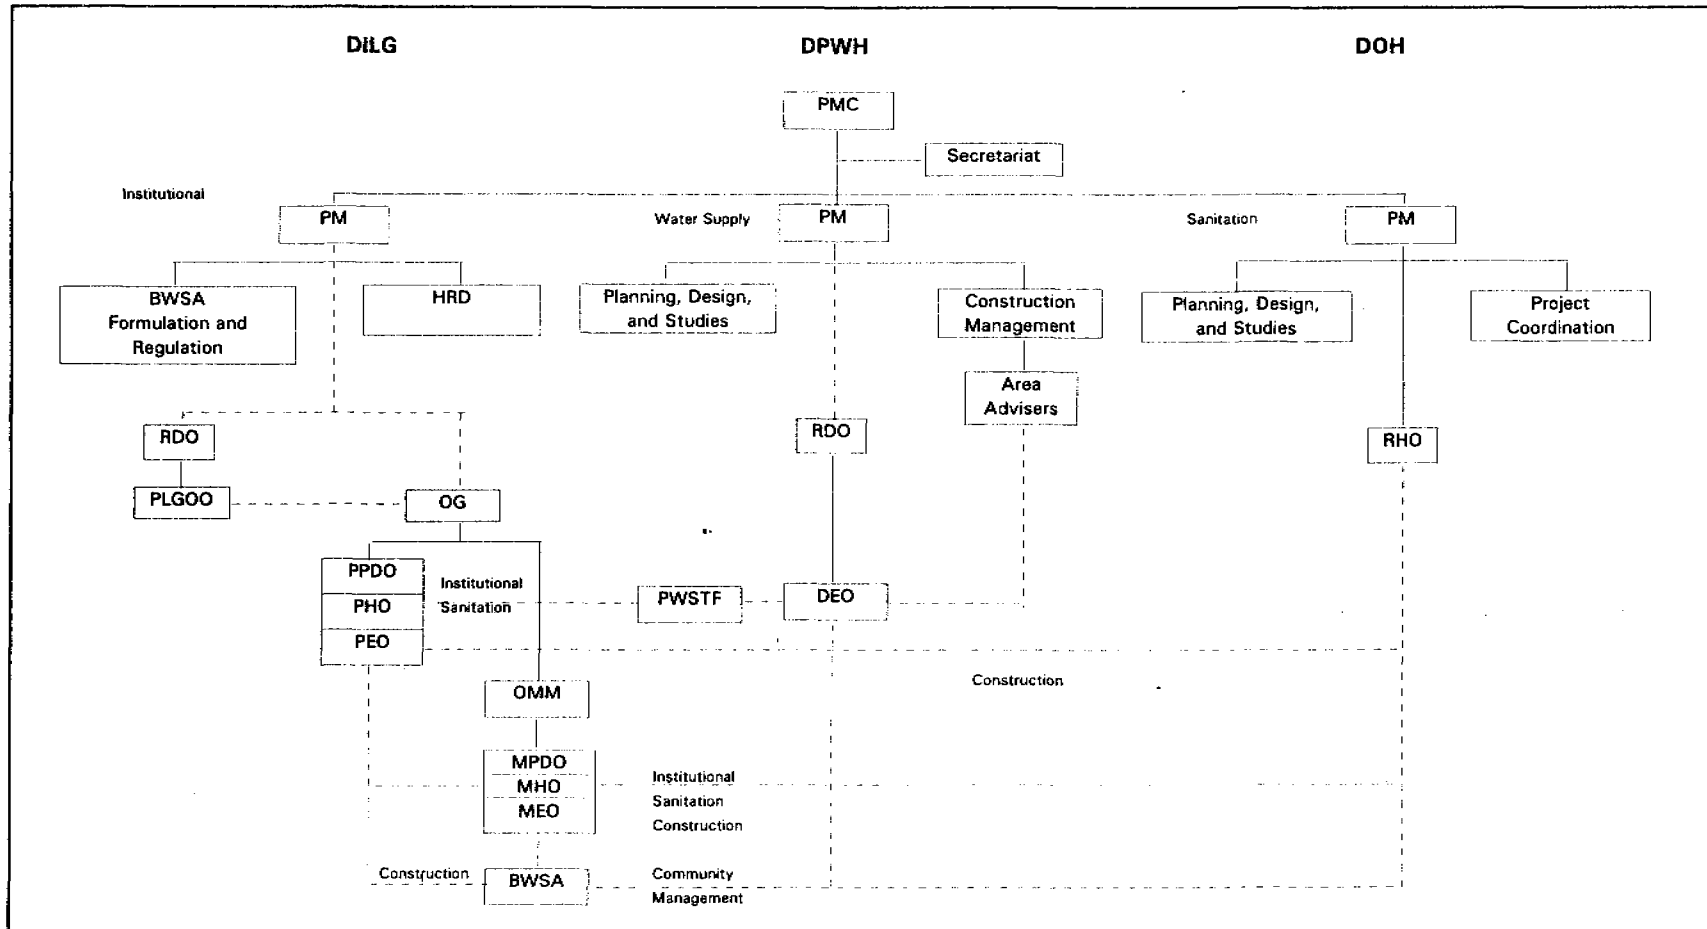 DILG
DPWH
DOH
PMC
Secretariat
Institutional
PM
Water Supply
PM
Sanitation
PM
BWSA
Formulation and
Regulation
HRD
Planning, Design,
and Studies
Construction
Management
Planning, Design,
and Studies
Project
Coordination
Area
Advisers
RDO
RDO
RHO
PLGOO
OG
PPDO
PHO
PEO
Institutional
Sanitation
PWSTF
DEO
OMM
Construction
MPDO
MHO
MEO
Institutional
Sanitation
Construction
Construction
BWSA
Community
Management